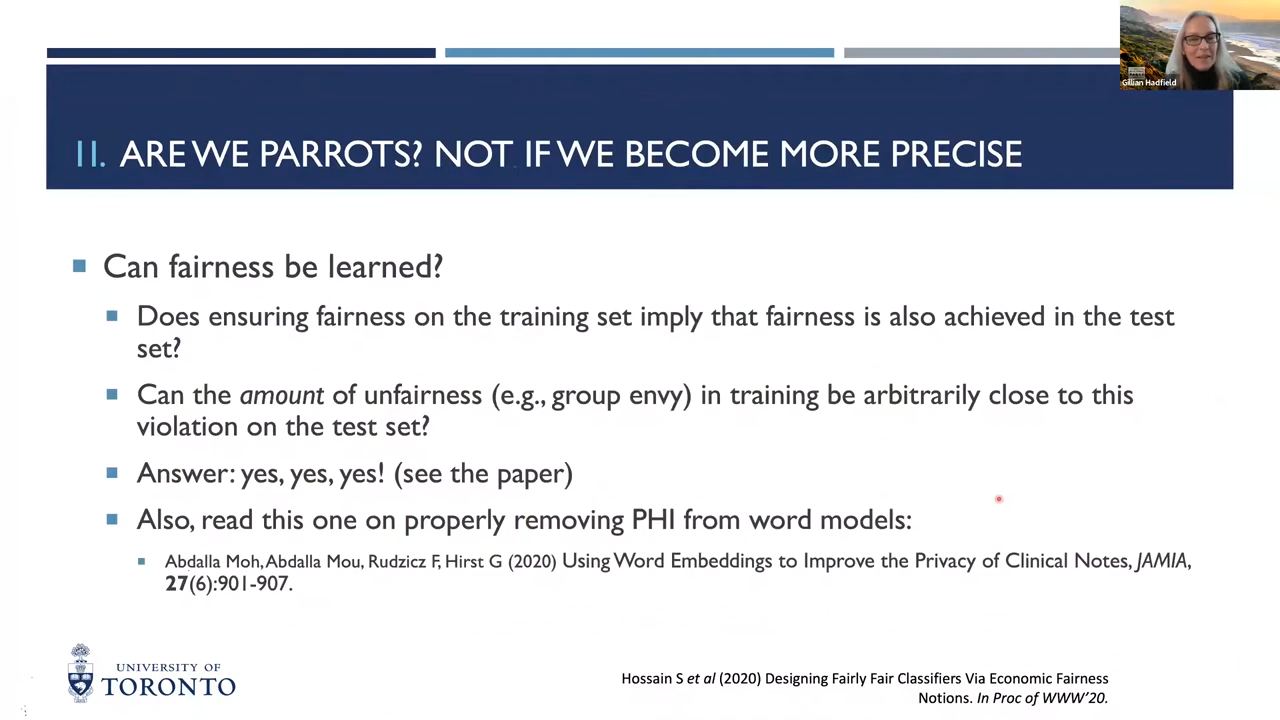 Gillian Hadfield
II. ARE WE PARROTS? NOT IF WE BECOME MORE PRECISE
Can fairness be learned?
Does ensuring fairness on the training set imply that fairness is also achieved in the test
set?
Can the amount of unfairness (e.g., group envy) in training be arbitrarily close to this
violation on the test set?
Answer: yes, yes, yes! (see the paper)
Also, read this one on properly removing PHI from word models:
Abdalla Moh, Abdalla Mou, Rudzicz F, Hirst G (2020) Using Word Embeddings to Improve the Privacy of Clinical Notes, JAMIA,
27(6):901-907.
UNIVERSITY OF
TORONTO
Hossain S et al (2020) Designing Fairly Fair Classifiers Via Economic Fairness
Notions. In Proc of WWW'20.